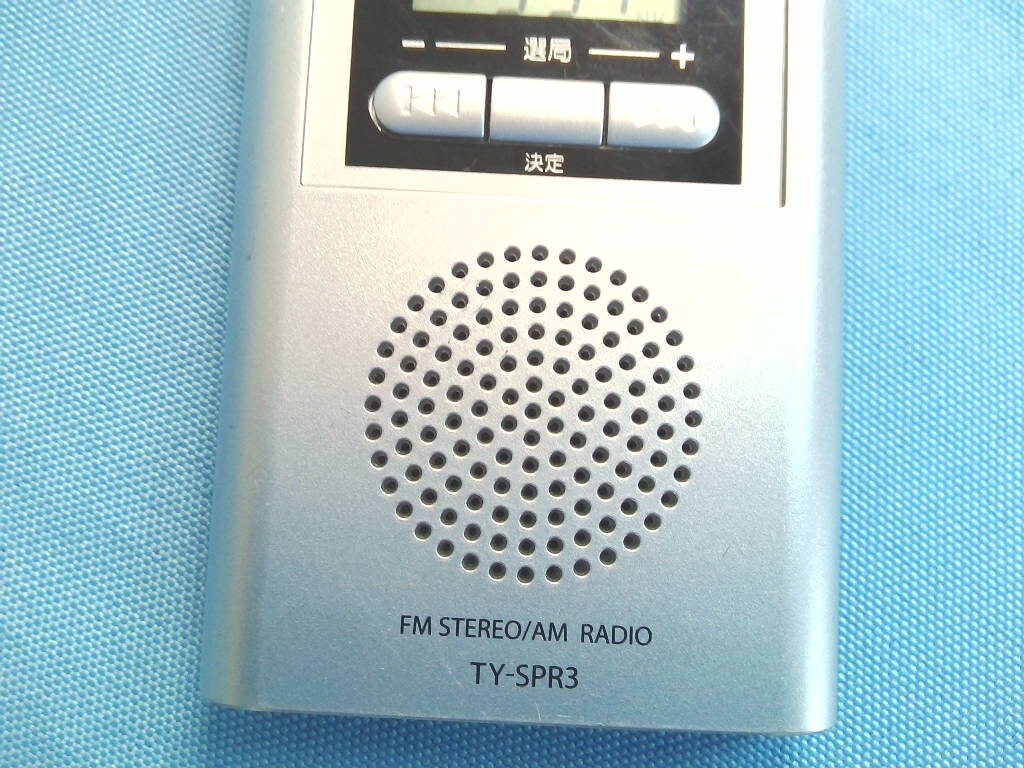 − 選局 +
決定
FM STEREO/AM RADIO
TY-SPR3